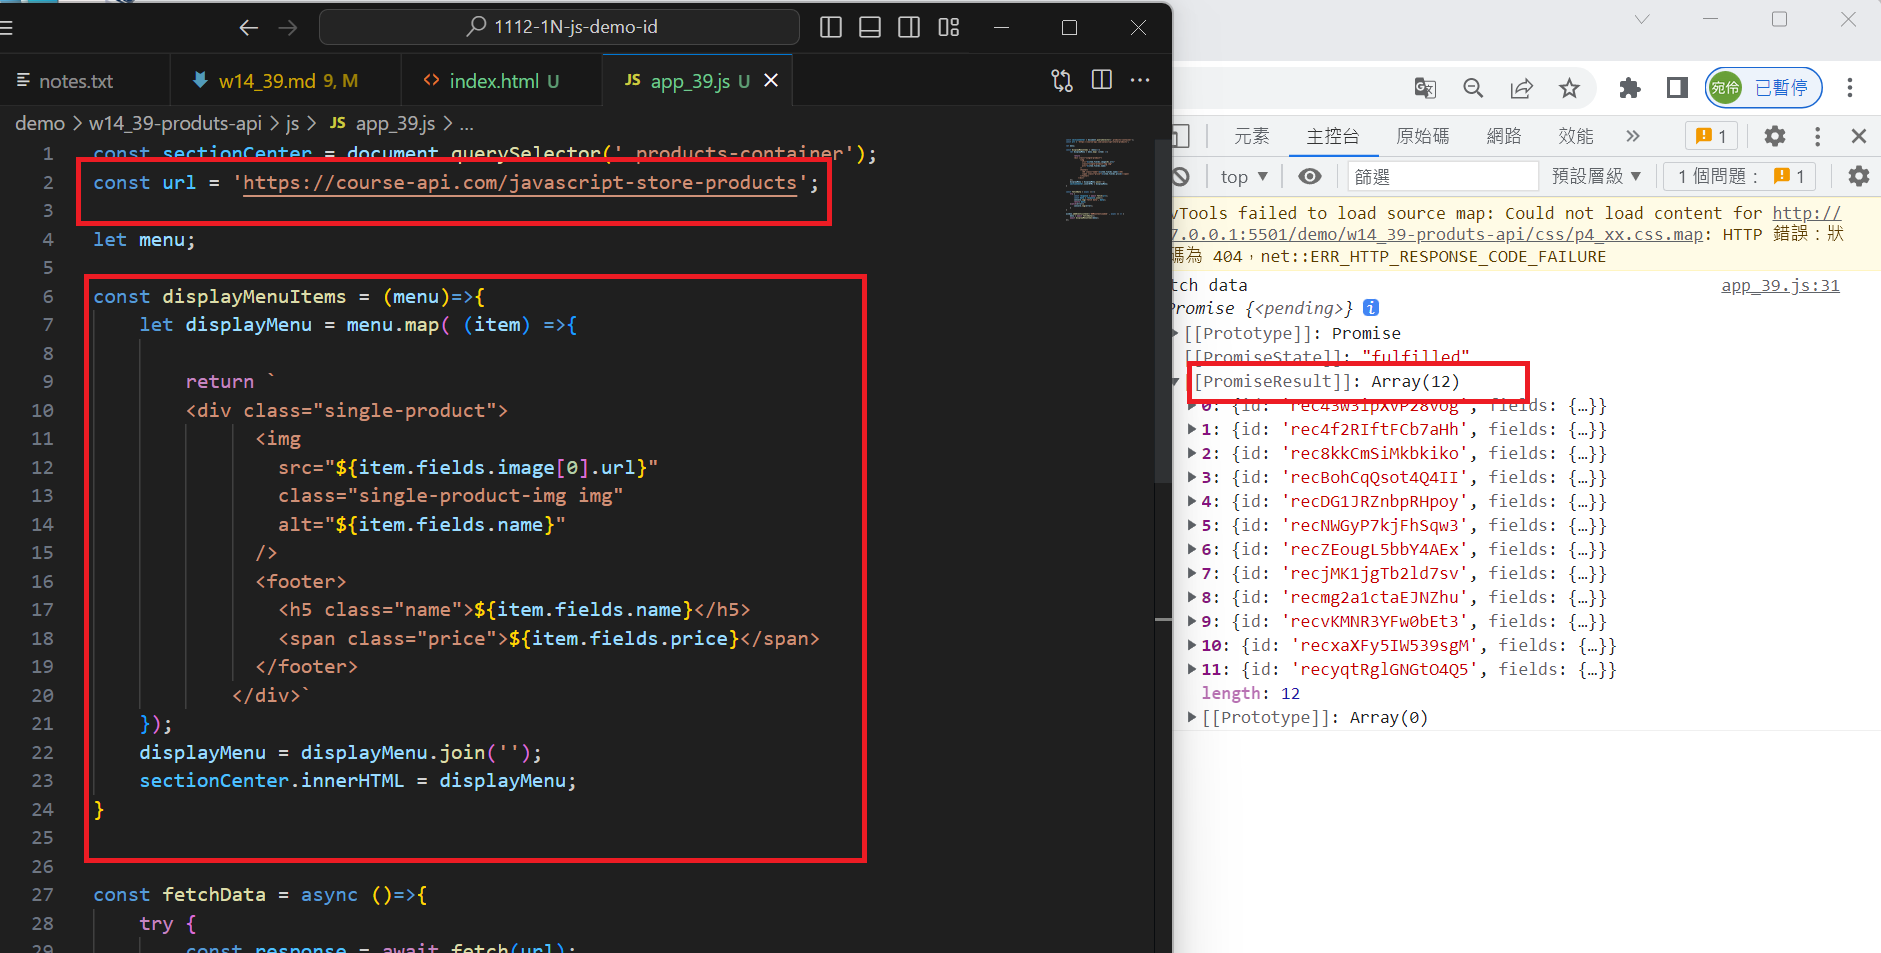 1112-1N-js-demo-id
notes.txt
w14_39.md 9, M
index.html U
JS app_39.js U
demo > w14_39-produts-api > js > JS app_39.js > ...
1 const sectionCenter = document.querySelector('.products-container');
2 const url = 'https://course-api.com/javascript-store-products';
3
4 let menu;
5
6 const displayMenuItems = (menu)=>{
7 let displayMenu = menu.map( (item) =>{
8
9 return `
10 <div class="single-product">
11 <img
12 src="${item.fields.image[0].url}"
13 class="single-product-img img"
14 alt="${item.fields.name}"
15 />
16 <footer>
17 <h5 class="name">${item.fields.name}</h5>
18 <span class="price">${item.fields.price}</span>
19 </footer>
20 </div>`
21 });
22 displayMenu = displayMenu.join('');
23 sectionCenter.innerHTML = displayMenu;
24 }
25
26
27 const fetchData = async ()=>{
28 try {
29 const response = await fetch(url);
宛伶 已暫停
元素 主控台 原始碼 網路 效能 » 1
top ▼ 篩選 預設層級 ▼ 1 個問題： 1
vTools failed to load source map: Could not load content for http://
7.0.0.1:5501/demo/w14_39-produts-api/css/p4_xx.css.map: HTTP 錯誤：狀
碼為 404，net::ERR_HTTP_RESPONSE_CODE_FAILURE
tch data app_39.js:31
Promise {<pending>} i
[[Prototype]]: Promise
[[PromiseState]]: "fulfilled"
[[PromiseResult]]: Array(12)
0: {id: 'rec43w3ipXvP28vog', fields: {…}}
1: {id: 'rec4f2RIftFCb7aHh', fields: {…}}
2: {id: 'rec8kkCmSiMkbkiko', fields: {…}}
3: {id: 'recBohCqQsot4Q4II', fields: {…}}
4: {id: 'recDG1JRZnbpRHpoy', fields: {…}}
5: {id: 'recNWGyP7kjFhSqw3', fields: {…}}
6: {id: 'recZEougL5bbY4AEx', fields: {…}}
7: {id: 'recjMK1jgTb2ld7sv', fields: {…}}
8: {id: 'recmg2a1ctaEJNZhu', fields: {…}}
9: {id: 'recvKMNR3YFw0bEt3', fields: {…}}
10: {id: 'recxaXFy5IW539sgM', fields: {…}}
11: {id: 'recyqtRglGNGtO4Q5', fields: {…}}
length: 12
[[Prototype]]: Array(0)